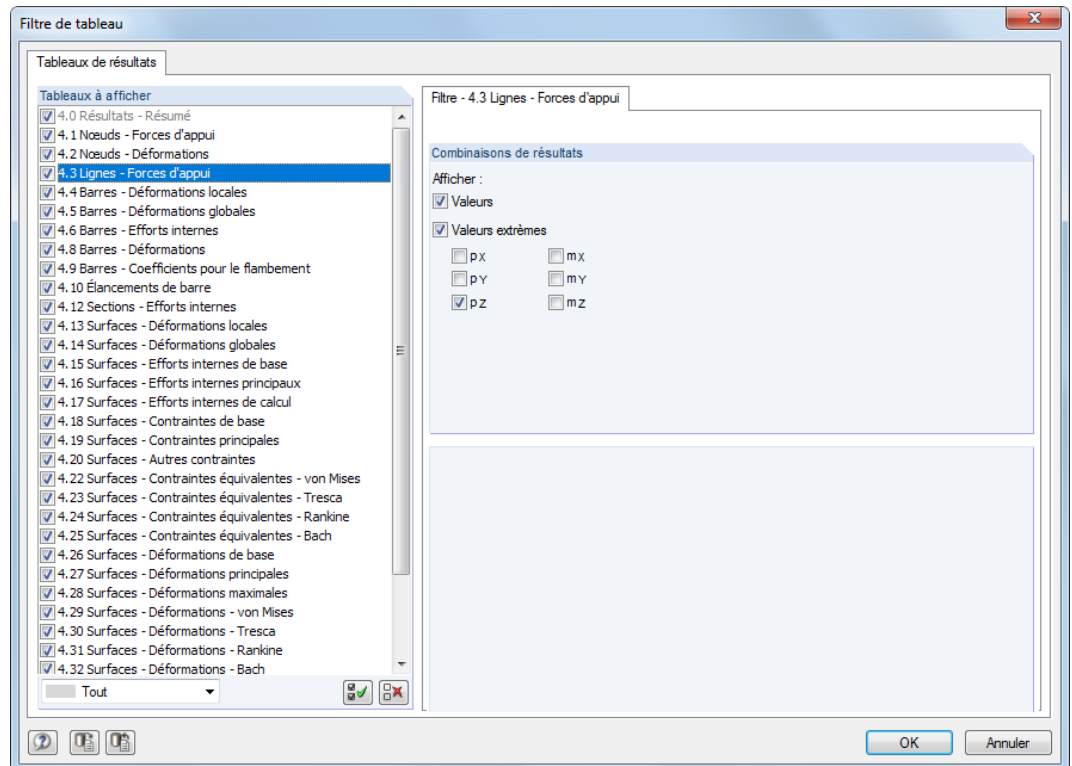 Filtre de tableau
Tableaux de résultats
Tableaux à afficher
4.0 Résultats - Résumé
4.1 Nœuds - Forces d'appui
4.2 Nœuds - Déformations
4.3 Lignes - Forces d'appui
4.4 Barres - Déformations locales
4.5 Barres - Déformations globales
4.6 Barres - Efforts internes
4.8 Barres - Déformations
4.9 Barres - Coefficients pour le flambement
4.10 Élancements de barre
4.12 Sections - Efforts internes
4.13 Surfaces - Déformations locales
4.14 Surfaces - Déformations globales
4.15 Surfaces - Efforts internes de base
4.16 Surfaces - Efforts internes principaux
4.17 Surfaces - Efforts internes de calcul
4.18 Surfaces - Contraintes de base
4.19 Surfaces - Contraintes principales
4.20 Surfaces - Autres contraintes
4.22 Surfaces - Contraintes équivalentes - von Mises
4.23 Surfaces - Contraintes équivalentes - Tresca
4.24 Surfaces - Contraintes équivalentes - Rankine
4.25 Surfaces - Contraintes équivalentes - Bach
4.26 Surfaces - Déformations de base
4.27 Surfaces - Déformations principales
4.28 Surfaces - Déformations maximales
4.29 Surfaces - Déformations - von Mises
4.30 Surfaces - Déformations - Tresca
4.31 Surfaces - Déformations - Rankine
4.32 Surfaces - Déformations - Bach
Tout
Filtre - 4.3 Lignes - Forces d'appui
Combinaisons de résultats
Afficher :
Valeurs
Valeurs extrêmes
pX mX
pY mY
pZ mZ
OK Annuler